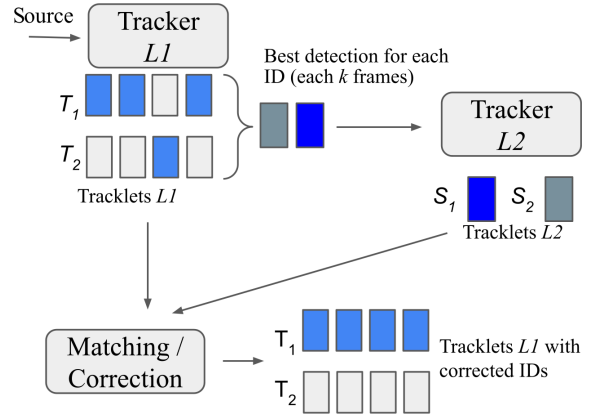 Source
Tracker
L1
Best detection for each
ID (each k frames)
T1
T2
Tracklets L1
Tracker
L2
S1
S2
Tracklets L2
Matching /
Correction
T1
T2
Tracklets L1 with
corrected IDs